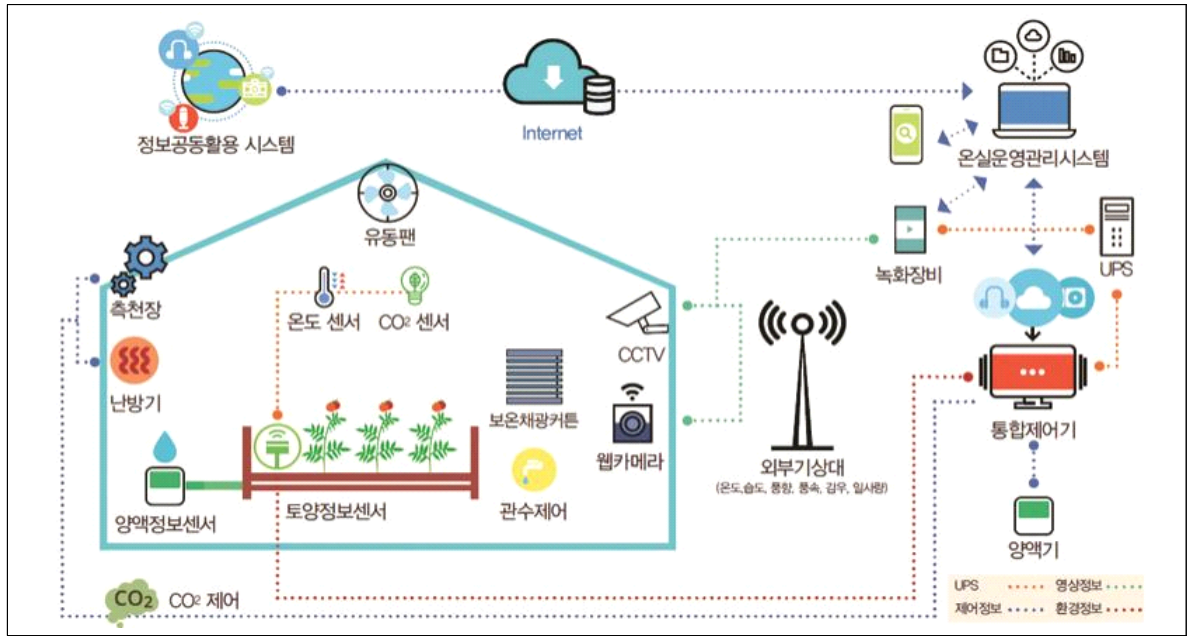 정보공동활용 시스템
Internet
온실운영관리시스템
유동팬
녹화장비
UPS
측천장
온도 센서
CO2 센서
CCTV
난방기
보온채광커튼
웹카메라
통합제어기
외부기상대
(온도,습도, 풍향, 풍속, 감우, 일사량)
양액정보센서
토양정보센서
관수제어
양액기
CO2
CO2 제어
UPS
영상정보
제어정보
환경정보